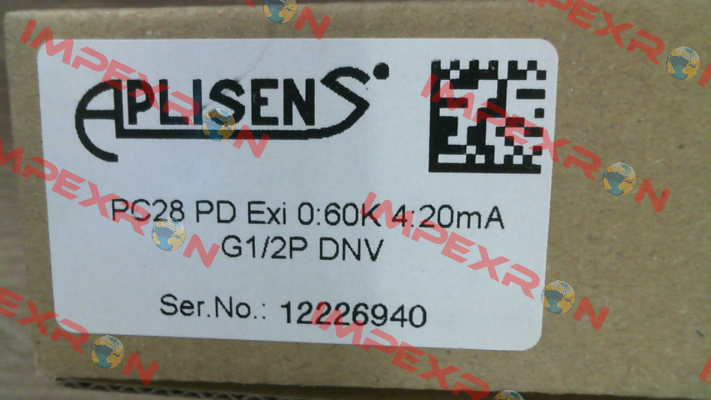 APLISENS
PC28 PD Exi 0:60K 4:20mA
G1/2P DNV
Ser.No.: 12226940
IMPEXRON
IMPEXRON
IMPEXRON
IMPEXRON
IMPEXRON
IMPEXRON